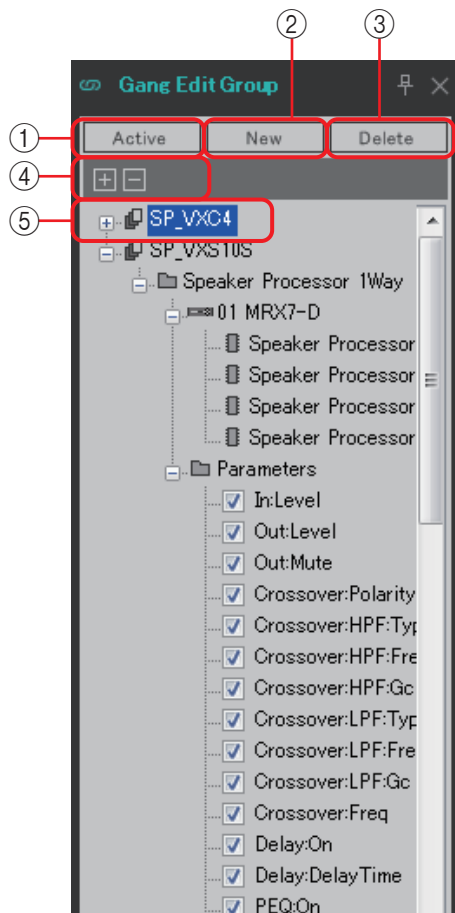 ② ③
Gang Edit Group
① Active New Delete
④
⑤ SP_VXC4
SP_VXS10S
Speaker Processor 1Way
01 MRX7-D
Speaker Processor
Speaker Processor
Speaker Processor
Speaker Processor
Parameters
In:Level
Out:Level
Out:Mute
Crossover:Polarity
Crossover:HPF:Typ
Crossover:HPF:Fre
Crossover:HPF:Gc
Crossover:LPF:Typ
Crossover:LPF:Fre
Crossover:LPF:Gc
Crossover:Freq
Delay:On
Delay:DelayTime
PEQ:On